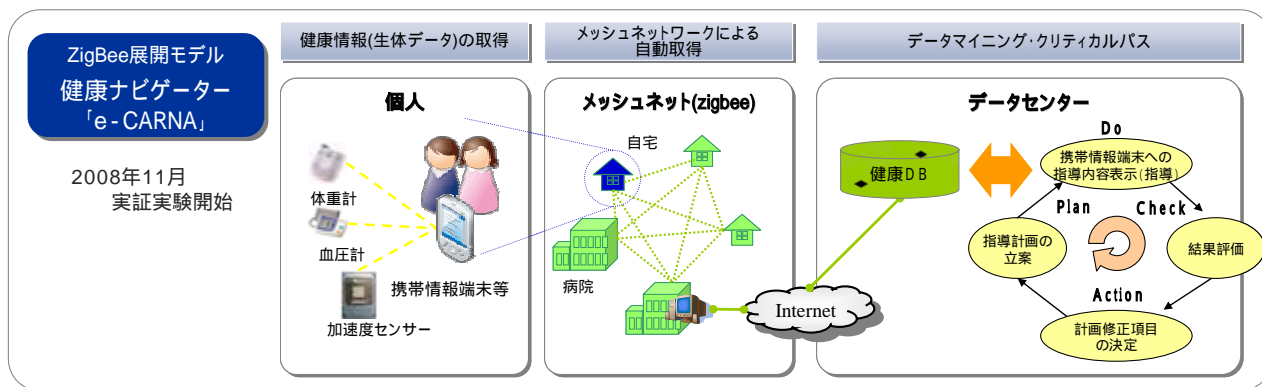 ZigBee展開モデル
健康ナビゲーター
「e-CARNA」
2008年11月
実証実験開始
健康情報(生体データ)の取得
個人
体重計
血圧計
加速度センサー
携帯情報端末等
メッシュネットワークによる
自動取得
メッシュネット(zigbee)
自宅
病院
Internet
データマイニング・クリティカルパス
データセンター
健康DB
Do
携帯情報端末への
指導内容表示(指導)
Plan
Check
指導計画の
立案
結果評価
Action
計画修正項目
の決定